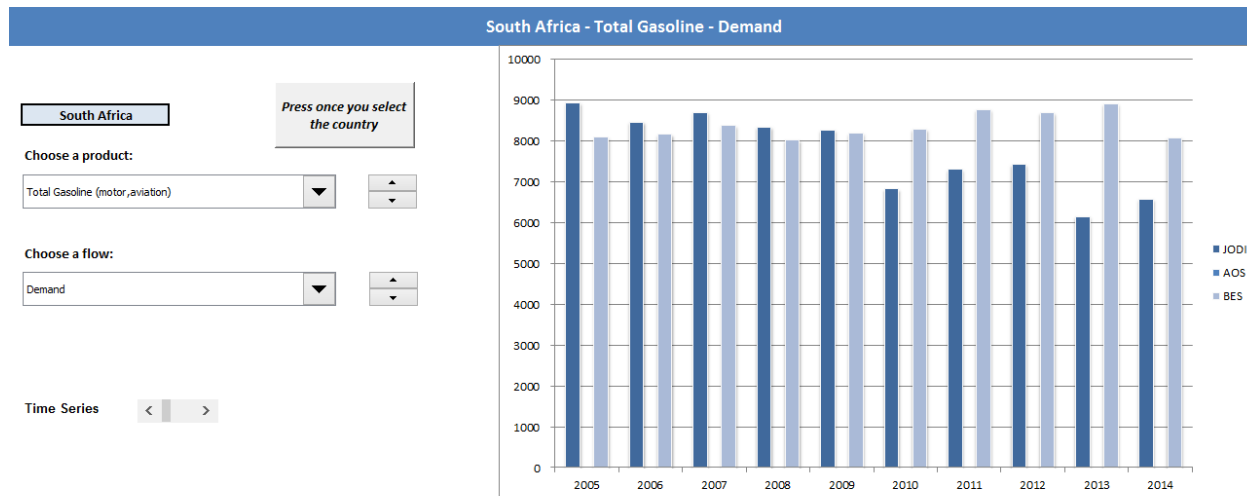 South Africa - Total Gasoline - Demand
South Africa
Press once you select
the country
Choose a product:
Total Gasoline (motor,aviation)
Choose a flow:
Demand
Time Series
10000
9000
8000
7000
6000
5000
4000
3000
2000
1000
0
2005 2006 2007 2008 2009 2010 2011 2012 2013 2014
JODI
AOS
BES